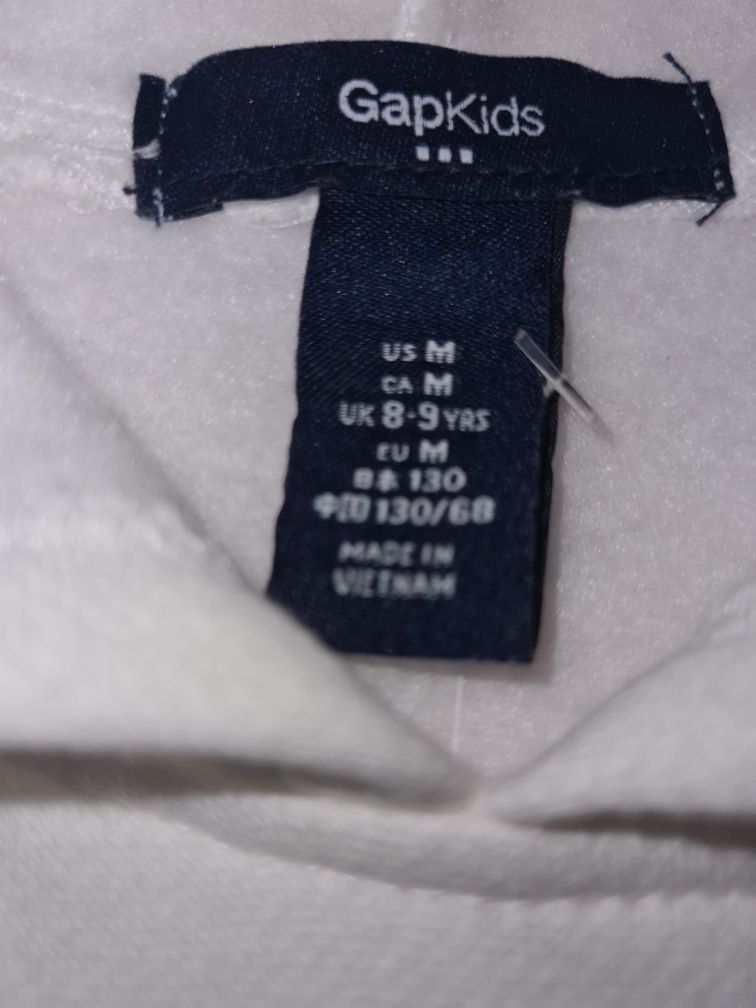 GapKids
US M
CA M
UK 8-9 YRS
EU M
日本 130
中国 130/68
MADE IN
VIETNAM